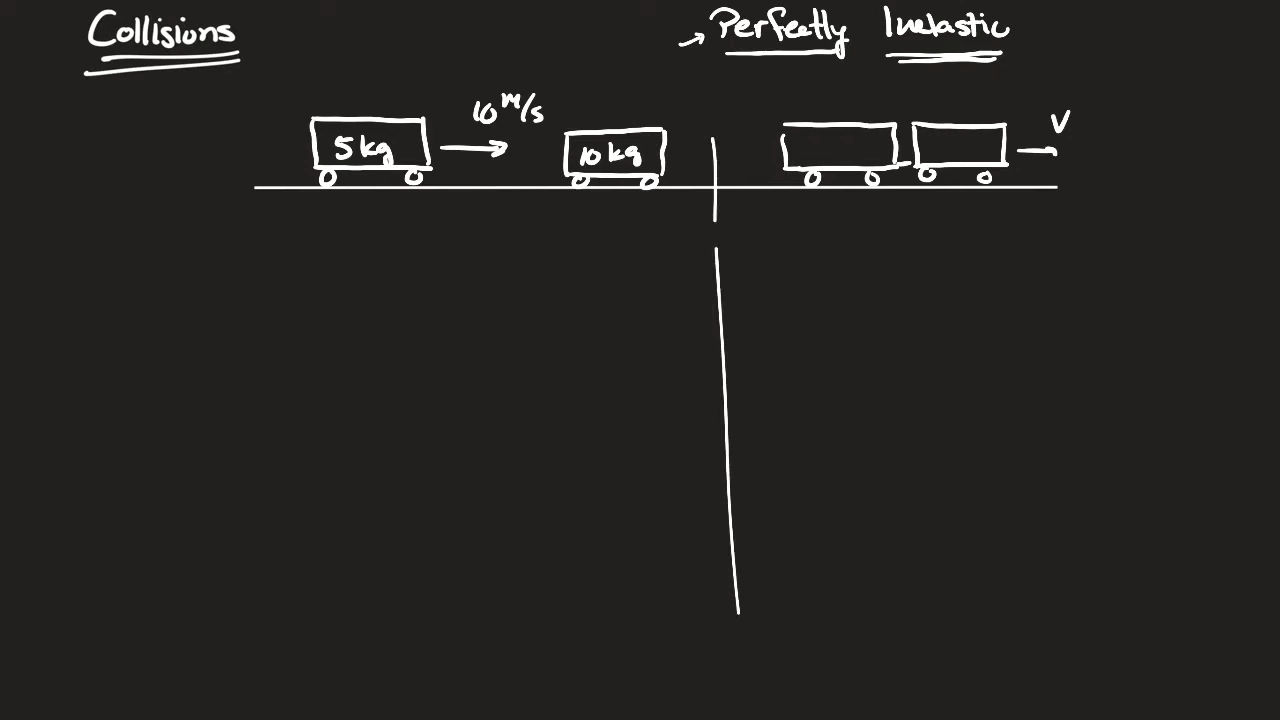 Collisions
Perfectly Inelastic
10 m/s
5 kg
10 kg
V